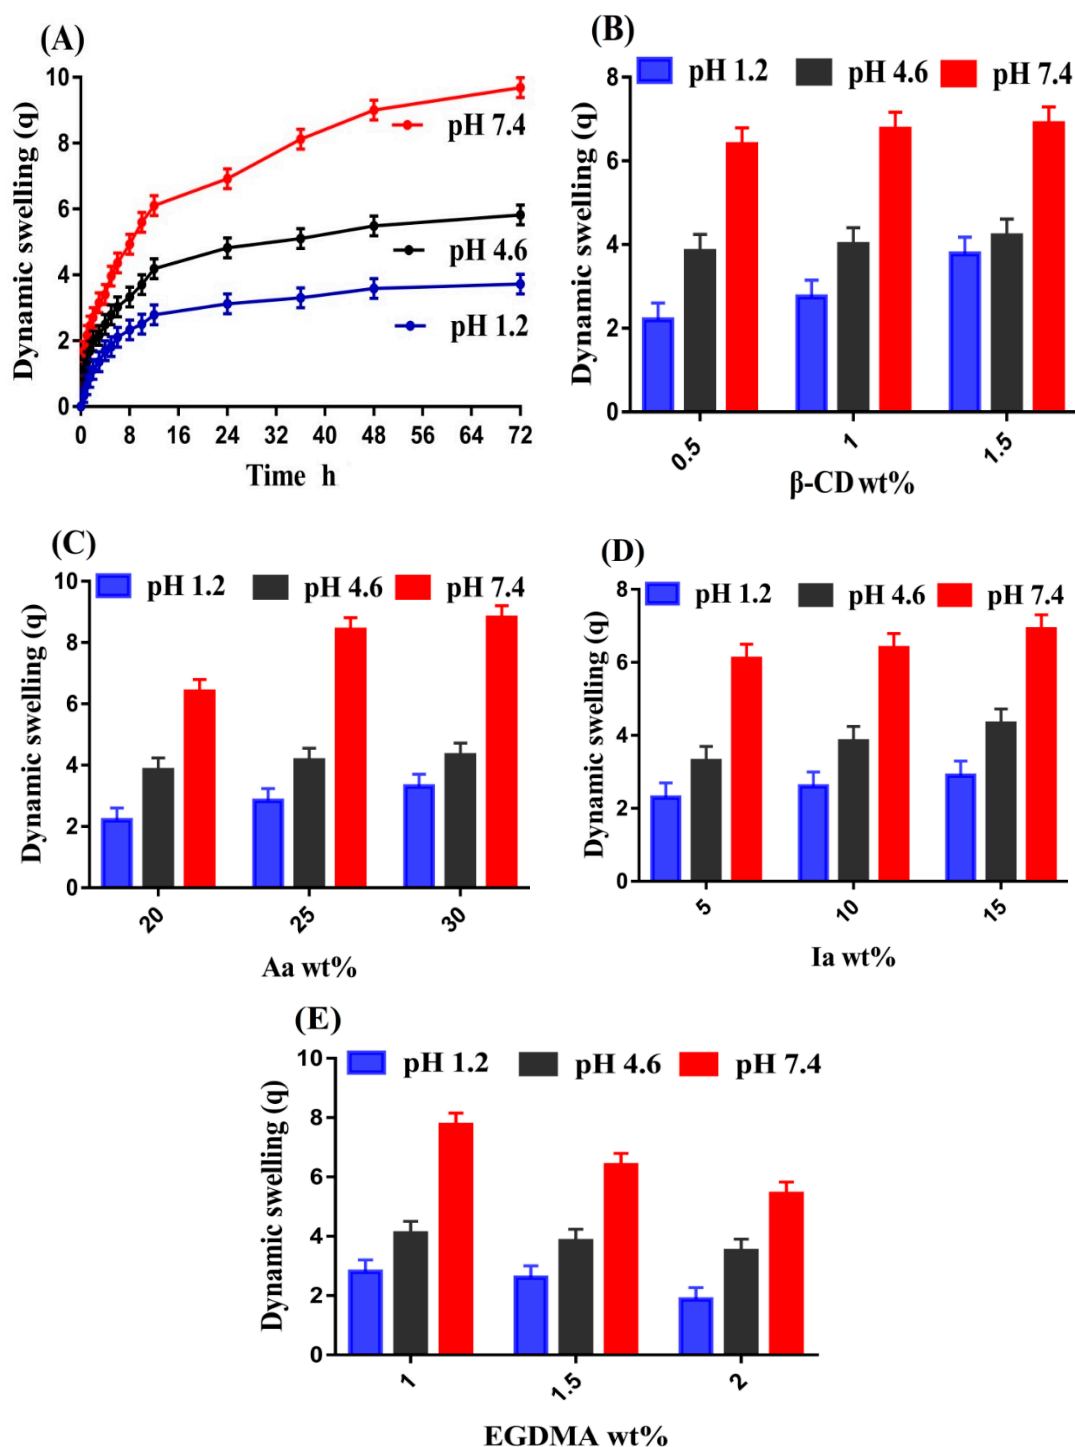 (A)
Dynamic swelling (q)
10
8
6
4
2
0
pH 7.4
pH 4.6
pH 1.2
0 8 16 24 32 40 48 56 64 72
Time h
(B)
pH 1.2 pH 4.6 pH 7.4
Dynamic swelling (q)
8
6
4
2
0
0.5 1 1.5
β-CD wt%
(C)
pH 1.2 pH 4.6 pH 7.4
Dynamic swelling (q)
10
8
6
4
2
0
20 25 30
Aa wt%
(D)
pH 1.2 pH 4.6 pH 7.4
Dynamic swelling (q)
8
6
4
2
0
5 10 15
Ia wt%
(E)
pH 1.2 pH 4.6 pH 7.4
Dynamic swelling (q)
10
8
6
4
2
0
1 1.5 2
EGDMA wt%